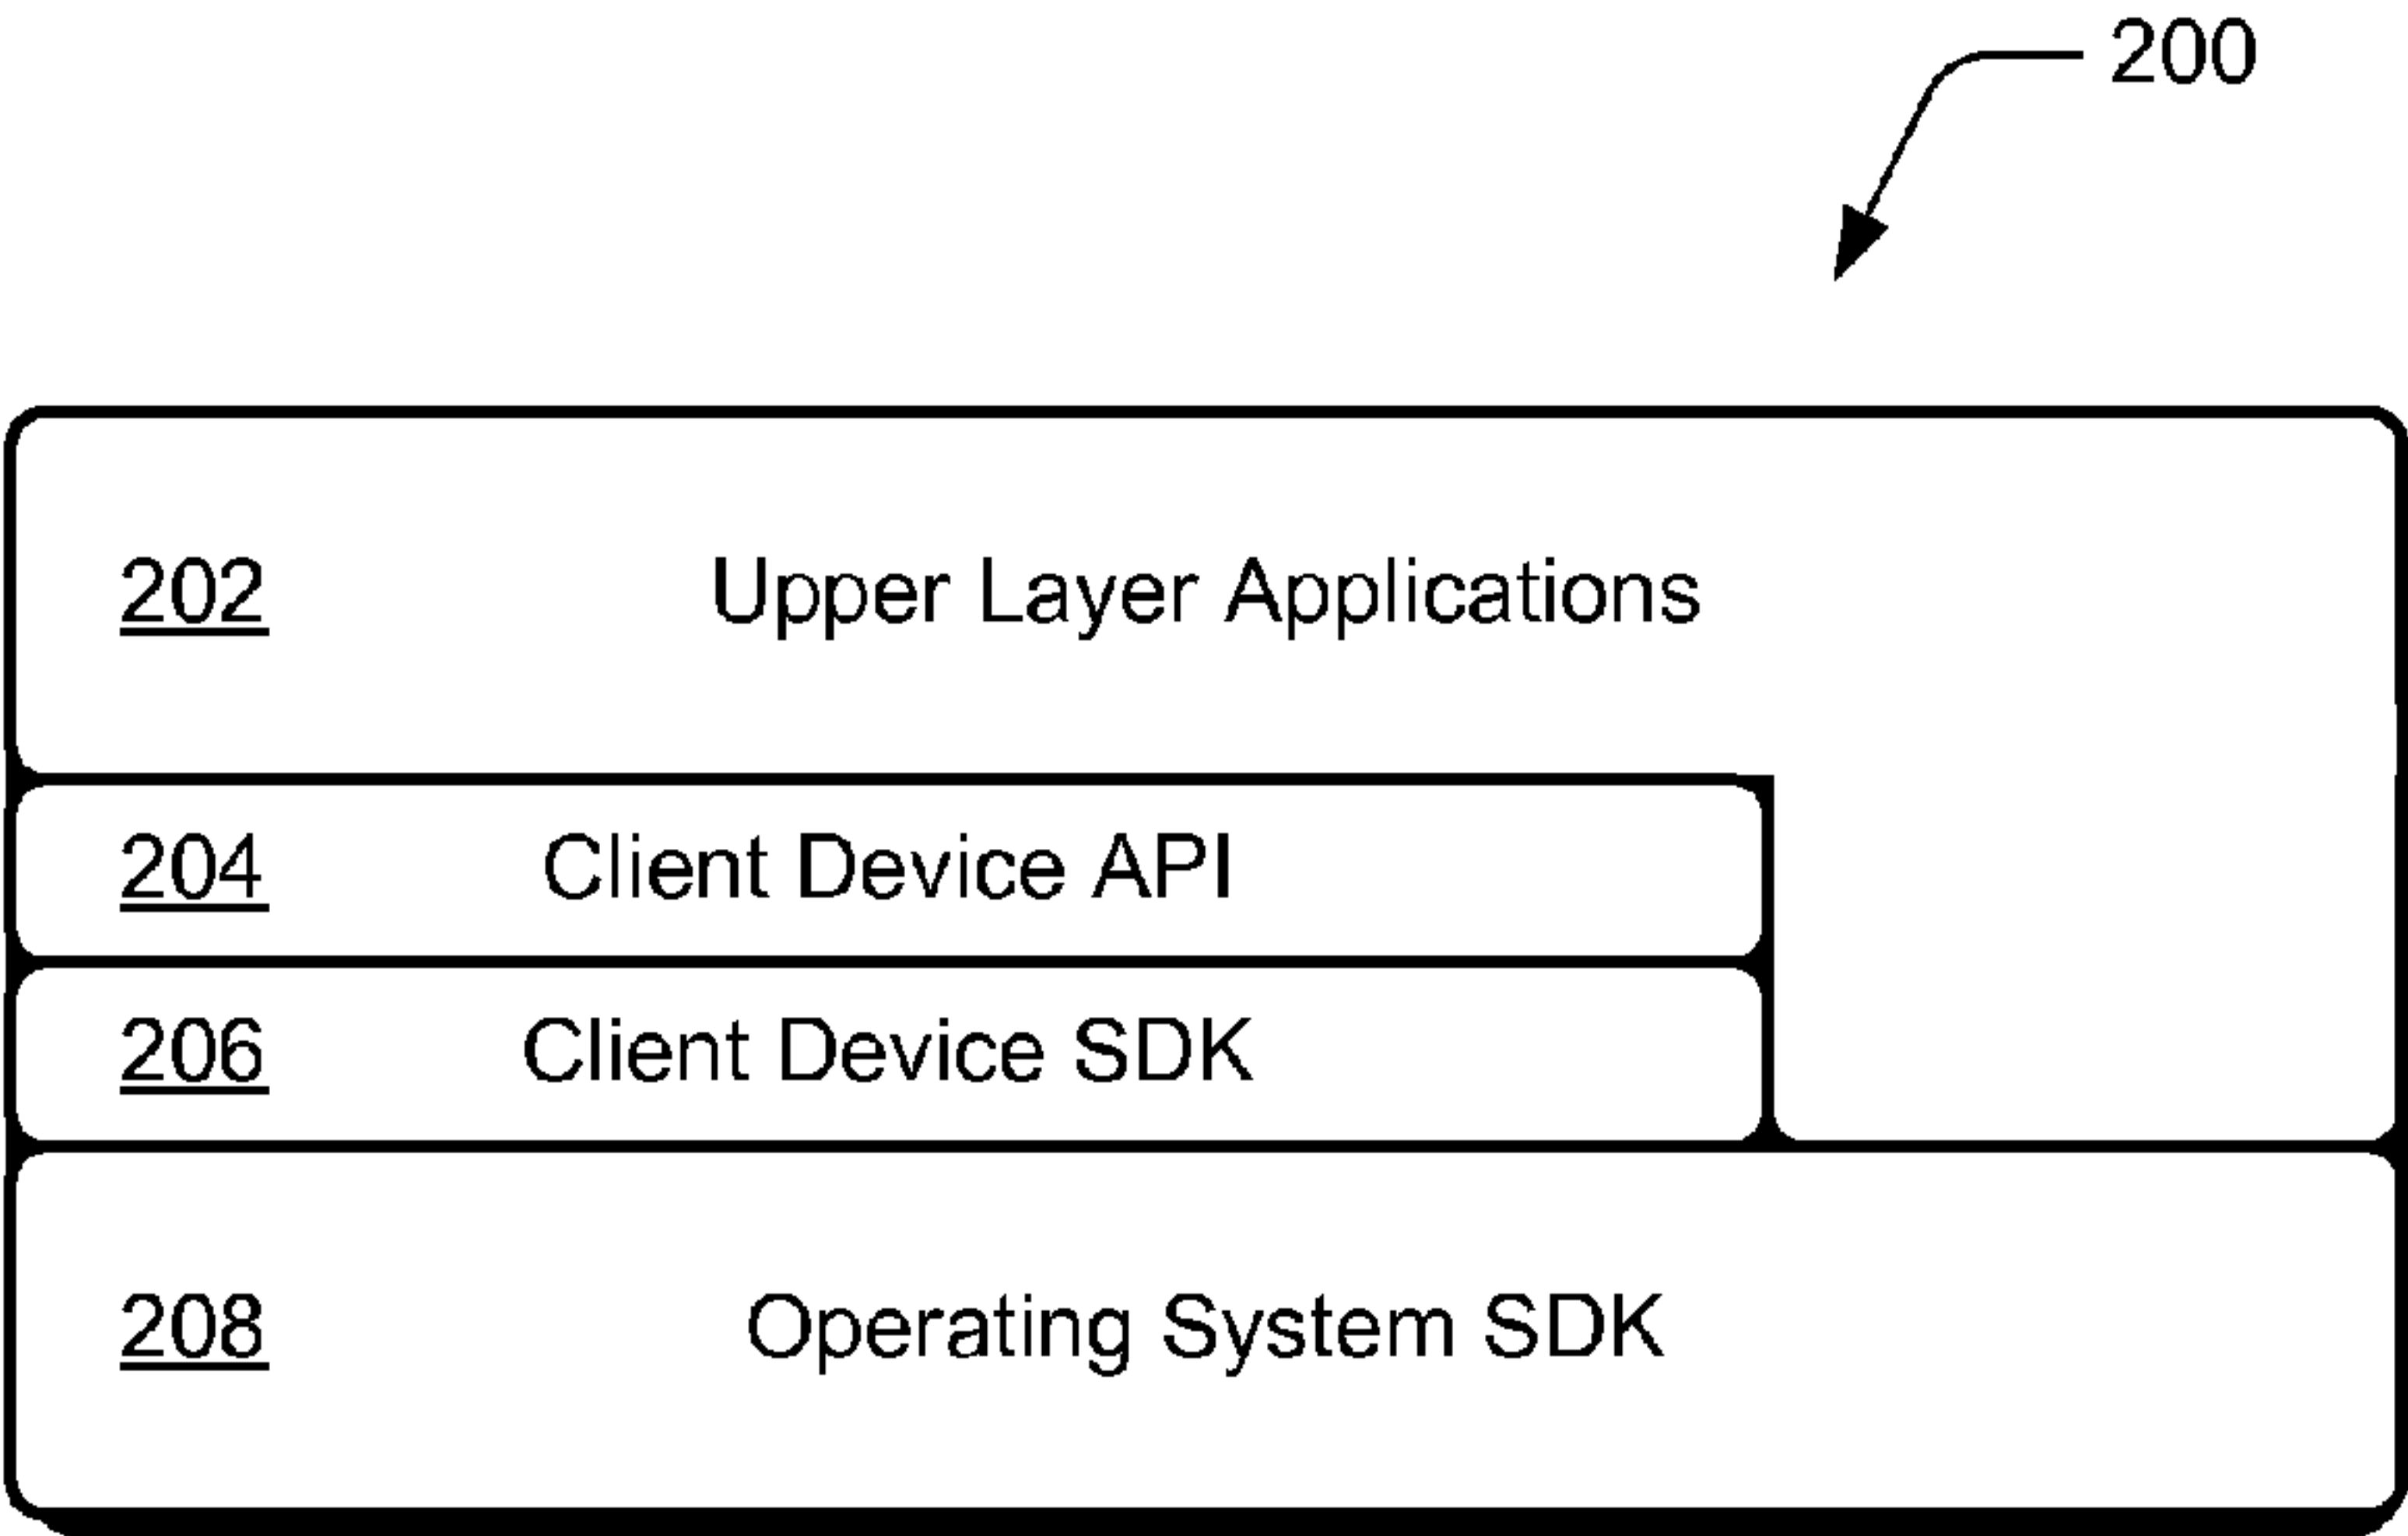 200
202 Upper Layer Applications
204 Client Device API
206 Client Device SDK
208 Operating System SDK